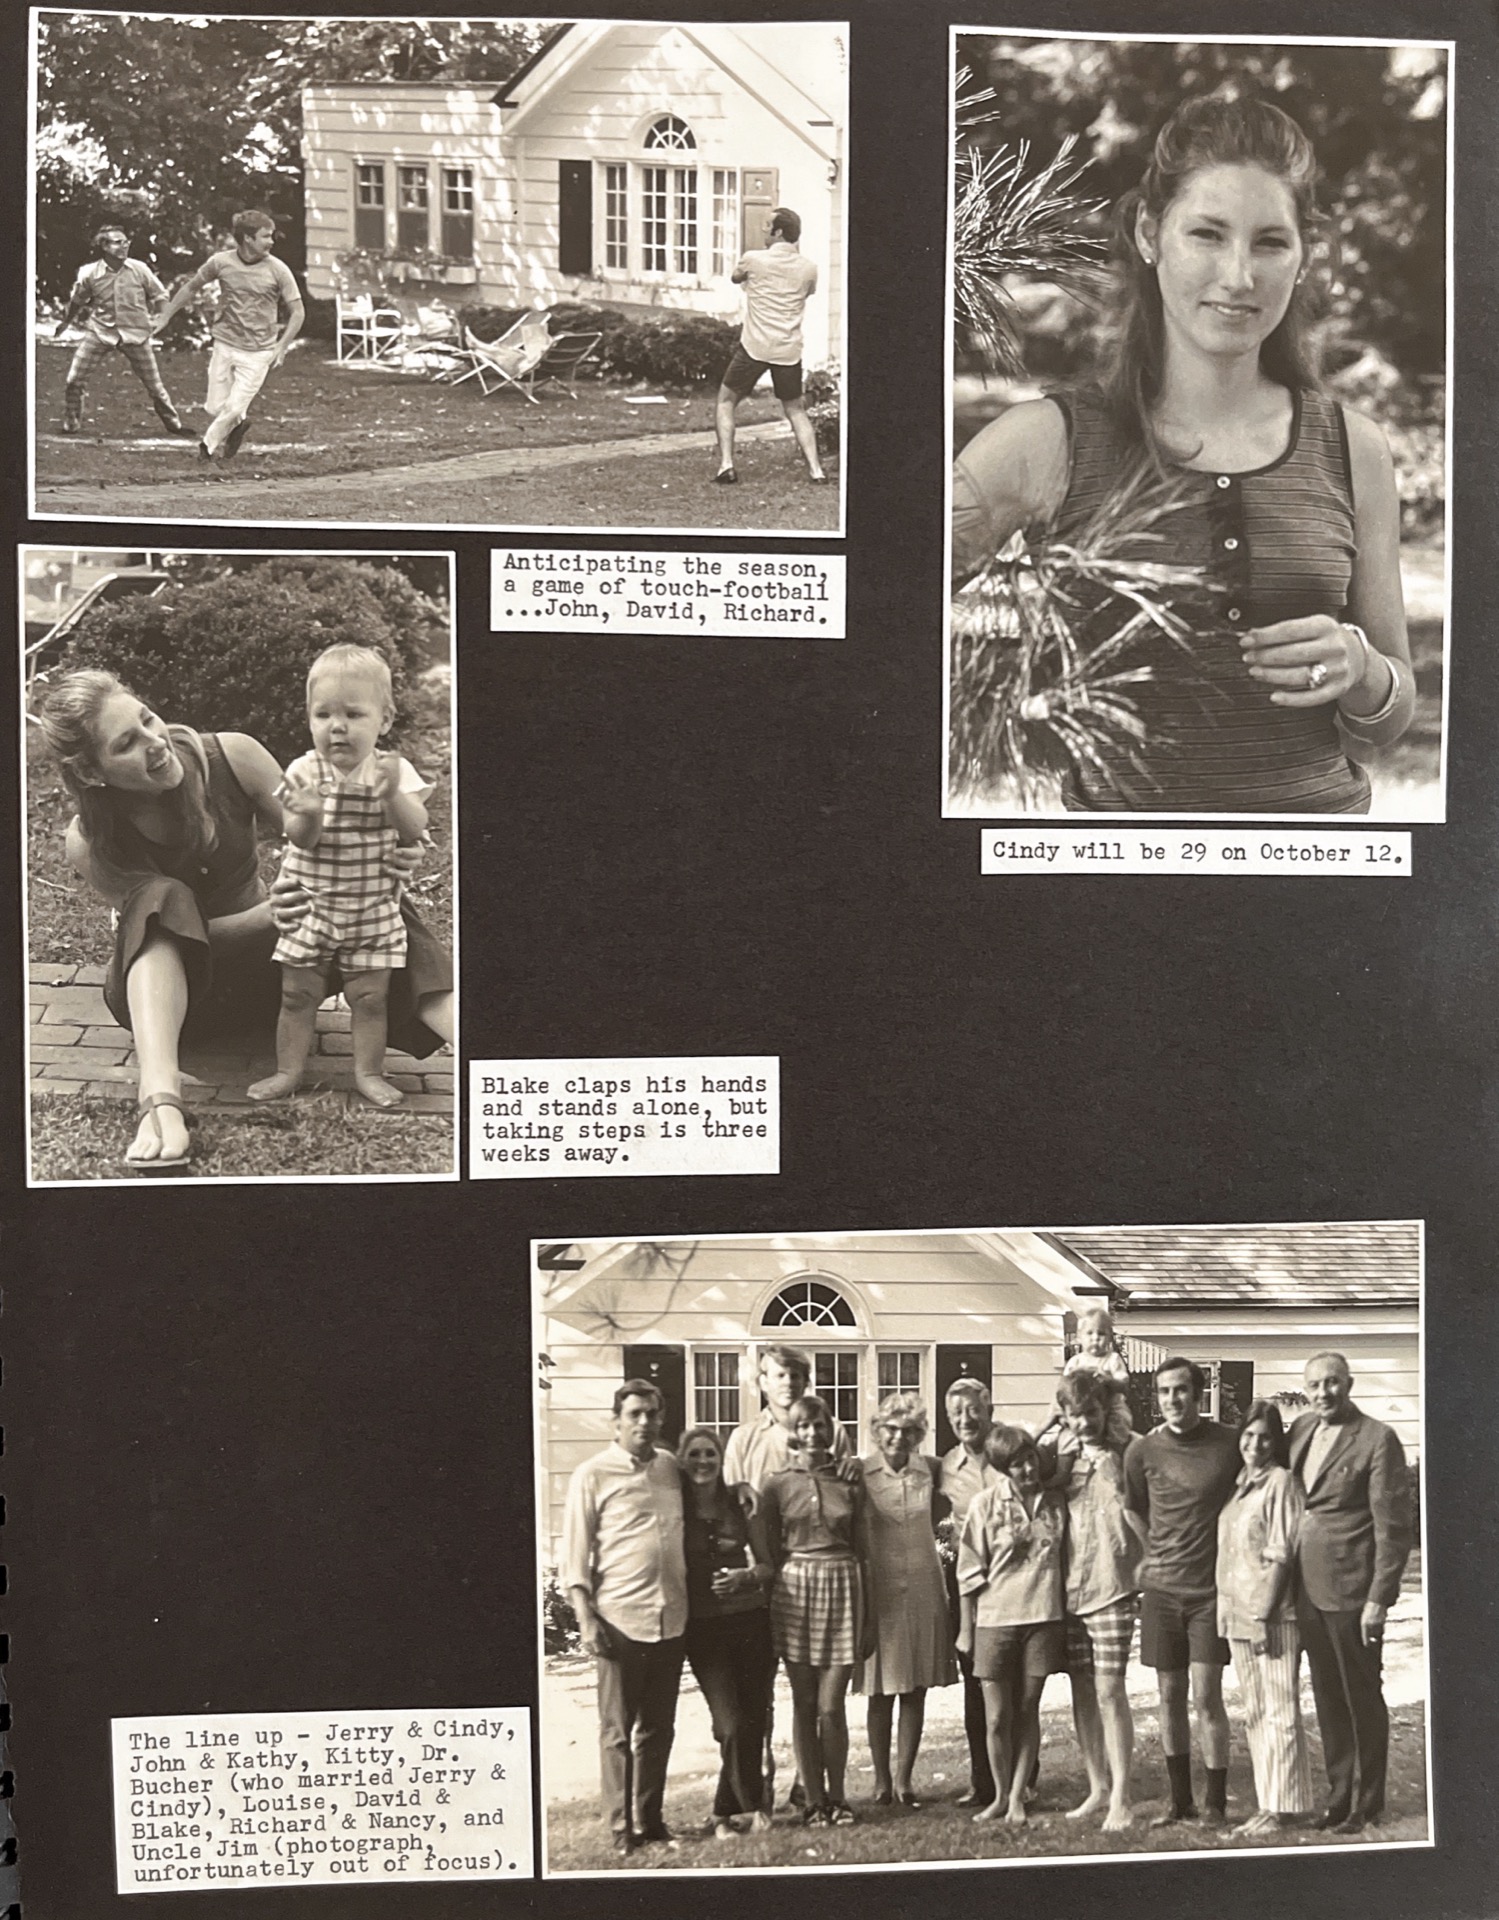 Anticipating the season,
a game of touch-football
...John, David, Richard.
Cindy will be 29 on October 12.
Blake claps his hands
and stands alone, but
taking steps is three
weeks away.
The line up - Jerry & Cindy,
John & Kathy, Kitty, Dr.
Bucher (who married Jerry &
Cindy), Louise, David &
Blake, Richard & Nancy, and
Uncle Jim (photograph,
unfortunately out of focus).